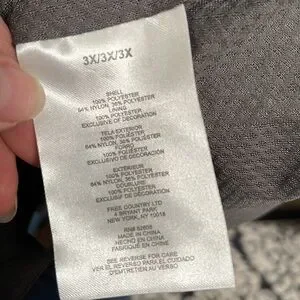 3X/3X/3X
SHELL
100% POLYESTER
64% NYLON, 36% POLYESTER
LINING
100% POLYESTER
EXCLUSIVE OF DECORATION
TELA EXTERIOR
100% POLIÉSTER
64% NYLON, 36% POLIÉSTER
FORRO
100% POLIÉSTER
EXCLUSIVO DE DECORACIÓN
EXTÉRIEUR
100% POLYESTER
64% NYLON, 36% POLYESTER
DOUBLURE
100% POLYESTER
EXCLUSIF DE DÉCORATION
FREE COUNTRY LTD
4 BRYANT PARK
NEW YORK, NY 10018
MADE IN CHINA
HECHO EN CHINA
FABRIQUÉ EN CHINE
SEE REVERSE FOR CARE
VER EL REVERSO PARA EL CUIDADO
D'ENTRETIEN AU VERSO